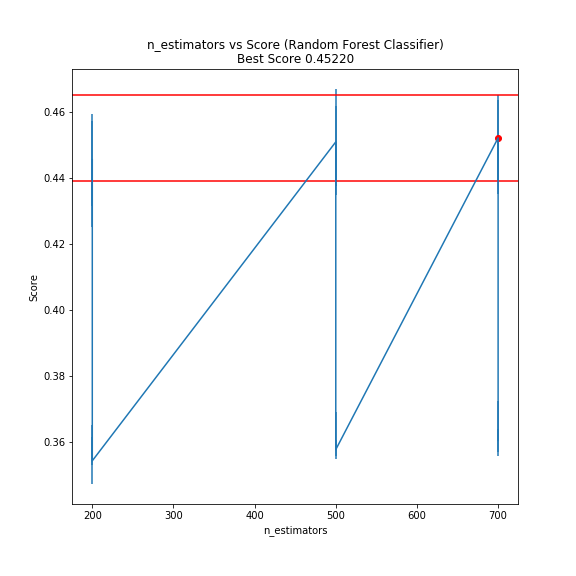 n_estimators vs Score (Random Forest Classifier)
Best Score 0.45220
0.46
0.44
0.42
0.40
0.38
0.36
Score
200 300 400 500 600 700
n_estimators